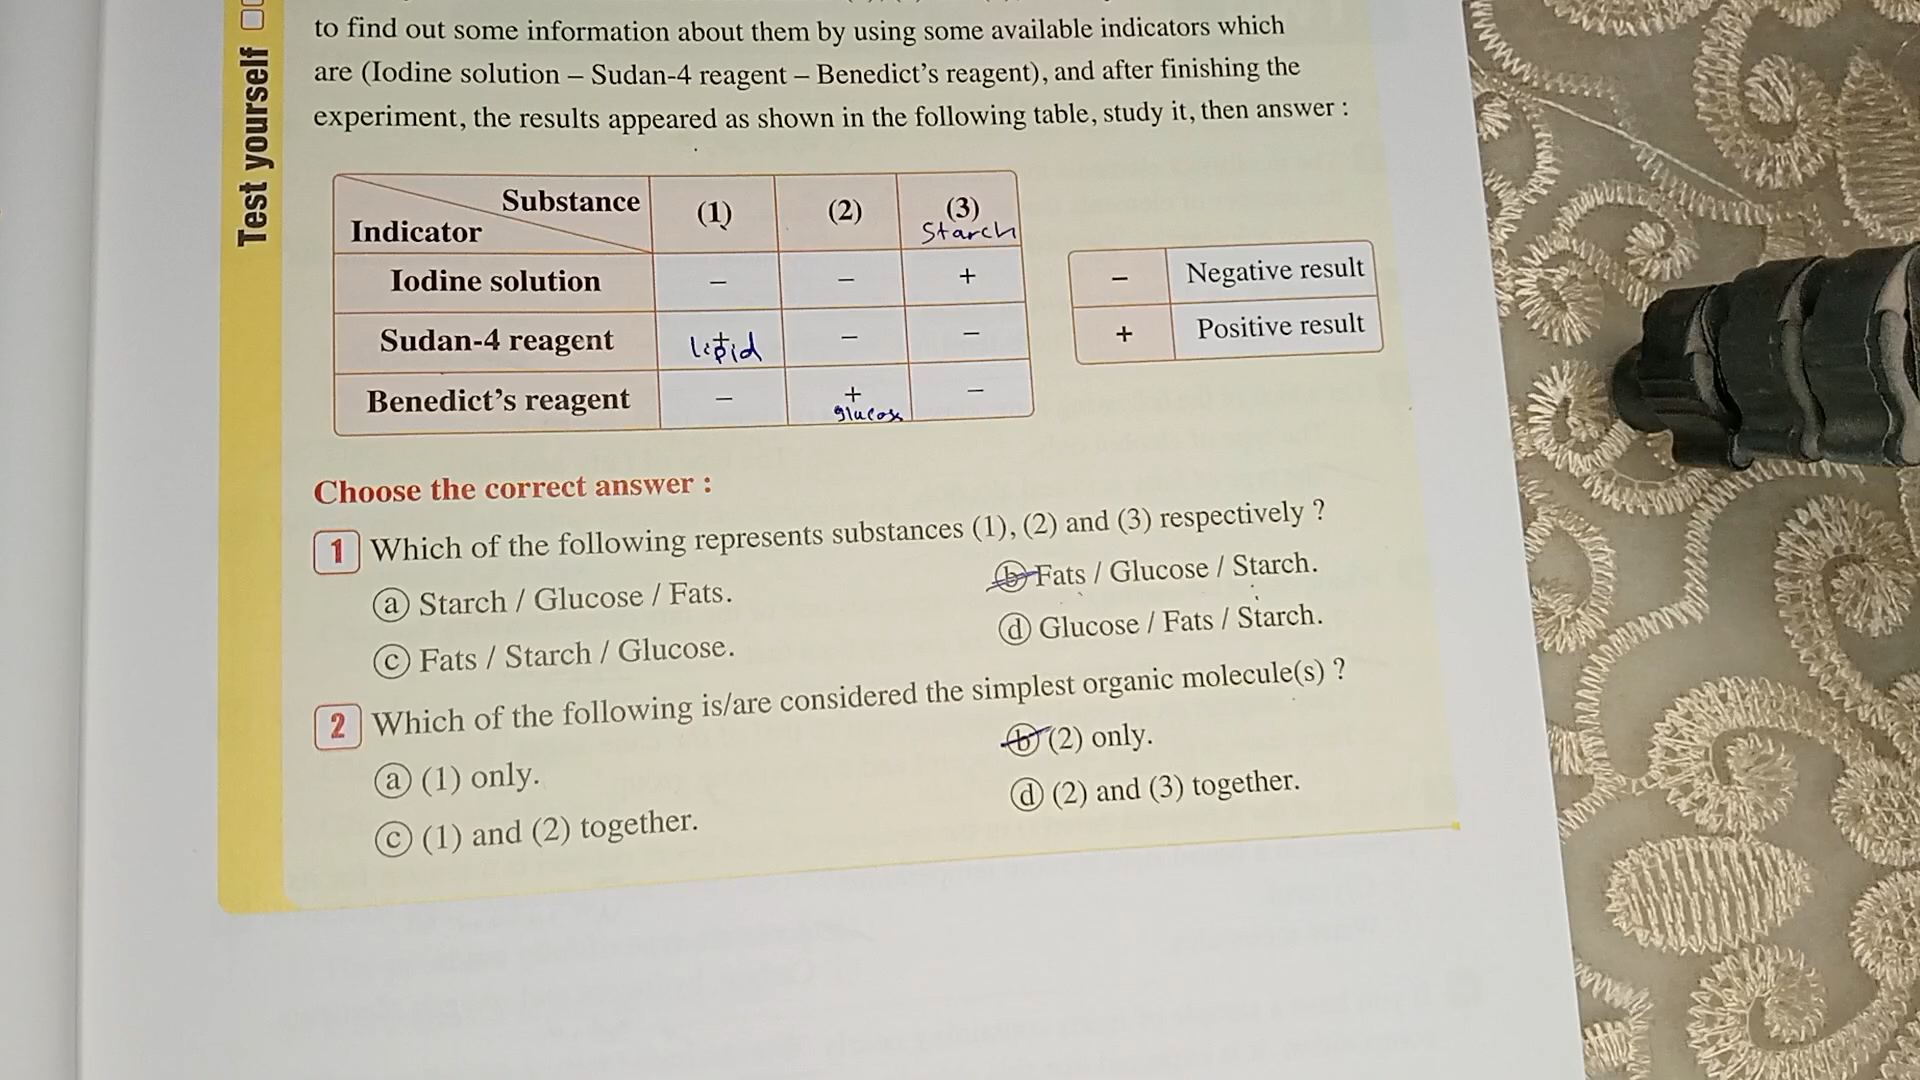 Test yourself
to find out some information about them by using some available indicators which
are (Iodine solution – Sudan-4 reagent – Benedict's reagent), and after finishing the
experiment, the results appeared as shown in the following table, study it, then answer :
Substance
Indicator
(1) (2) (3)
Starch
Iodine solution – – +
Sudan-4 reagent + – –
lipid
Benedict's reagent – + –
glucose
– Negative result
+ Positive result
Choose the correct answer :
1 Which of the following represents substances (1), (2) and (3) respectively ?
a Starch / Glucose / Fats.
b Fats / Glucose / Starch.
c Fats / Starch / Glucose.
d Glucose / Fats / Starch.
2 Which of the following is/are considered the simplest organic molecule(s) ?
a (1) only.
b (2) only.
c (1) and (2) together.
d (2) and (3) together.